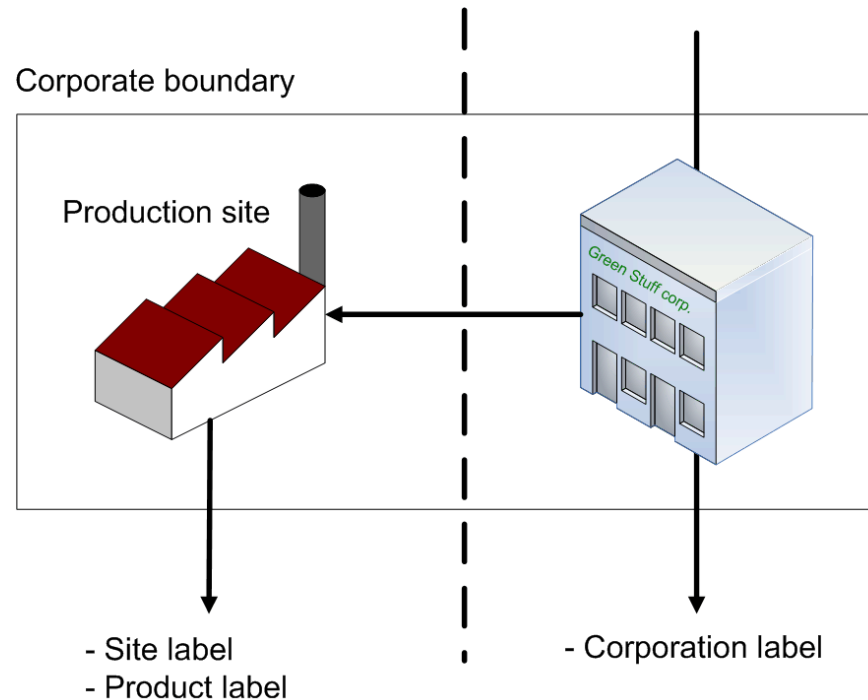 Corporate boundary
Production site
Green Stuff corp.
- Site label
- Product label
- Corporation label